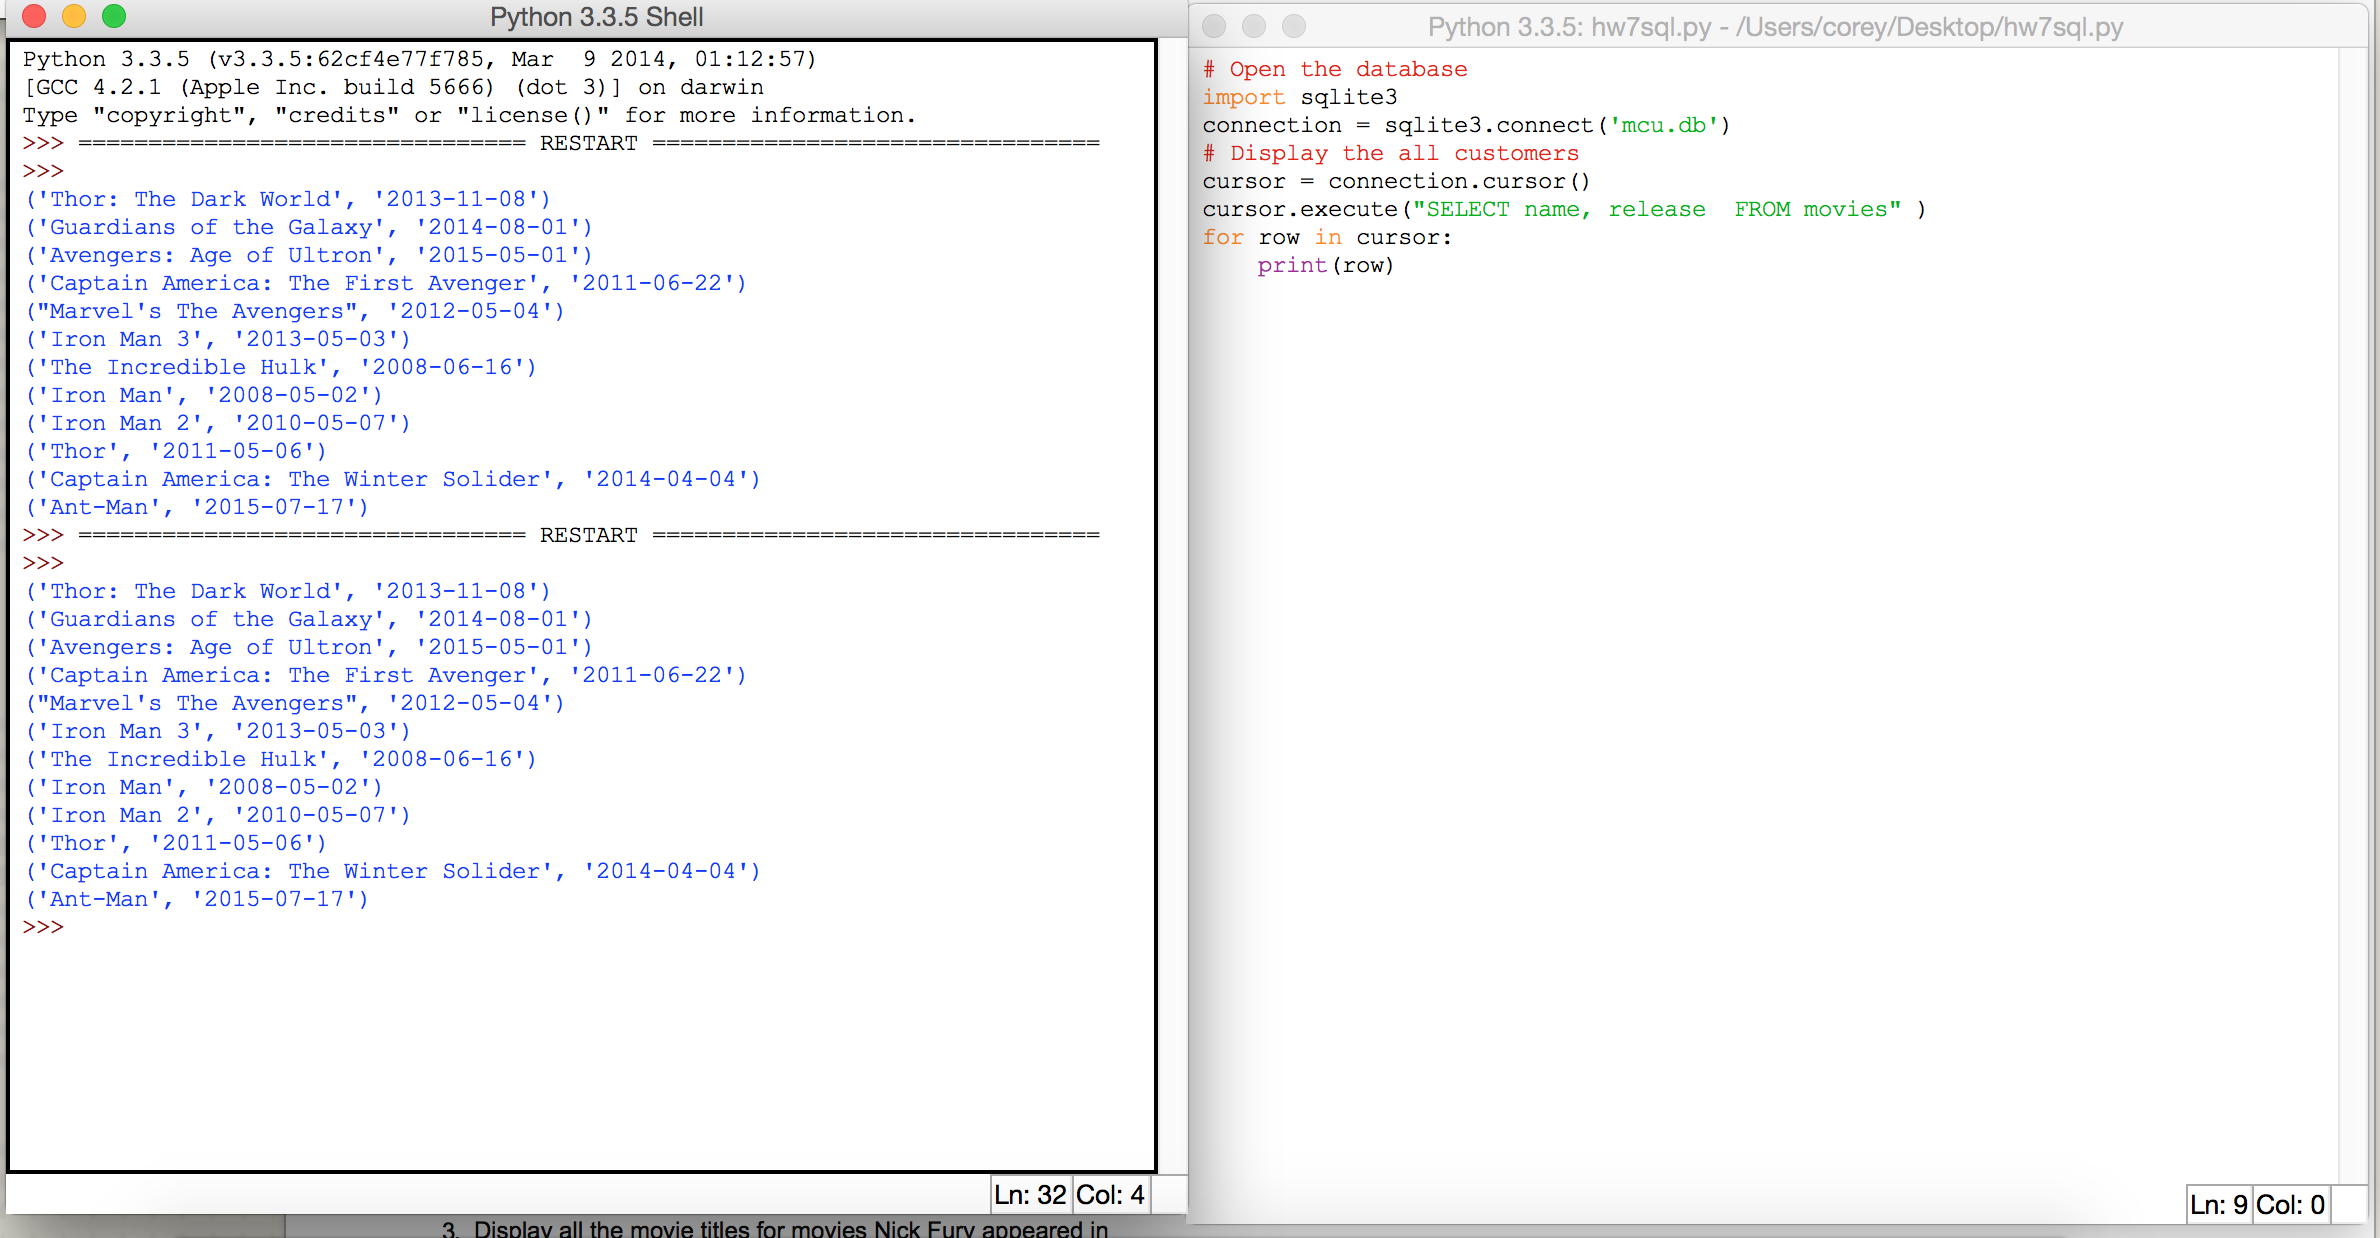 Python 3.3.5 Shell
Python 3.3.5 (v3.3.5:62cf4e77f785, Mar  9 2014, 01:12:57)
[GCC 4.2.1 (Apple Inc. build 5666) (dot 3)] on darwin
Type "copyright", "credits" or "license()" for more information.
>>> ================================ RESTART ================================
>>>
('Thor: The Dark World', '2013-11-08')
('Guardians of the Galaxy', '2014-08-01')
('Avengers: Age of Ultron', '2015-05-01')
('Captain America: The First Avenger', '2011-06-22')
("Marvel's The Avengers", '2012-05-04')
('Iron Man 3', '2013-05-03')
('The Incredible Hulk', '2008-06-16')
('Iron Man', '2008-05-02')
('Iron Man 2', '2010-05-07')
('Thor', '2011-05-06')
('Captain America: The Winter Solider', '2014-04-04')
('Ant-Man', '2015-07-17')
>>> ================================ RESTART ================================
>>>
('Thor: The Dark World', '2013-11-08')
('Guardians of the Galaxy', '2014-08-01')
('Avengers: Age of Ultron', '2015-05-01')
('Captain America: The First Avenger', '2011-06-22')
("Marvel's The Avengers", '2012-05-04')
('Iron Man 3', '2013-05-03')
('The Incredible Hulk', '2008-06-16')
('Iron Man', '2008-05-02')
('Iron Man 2', '2010-05-07')
('Thor', '2011-05-06')
('Captain America: The Winter Solider', '2014-04-04')
('Ant-Man', '2015-07-17')
>>>
Ln: 32 Col: 4
Python 3.3.5: hw7sql.py - /Users/corey/Desktop/hw7sql.py
# Open the database
import sqlite3
connection = sqlite3.connect('mcu.db')
# Display the all customers
cursor = connection.cursor()
cursor.execute("SELECT name, release  FROM movies" )
for row in cursor:
    print(row)
Ln: 9 Col: 0
3. Display all the movie titles for movies Nick Fury appeared in